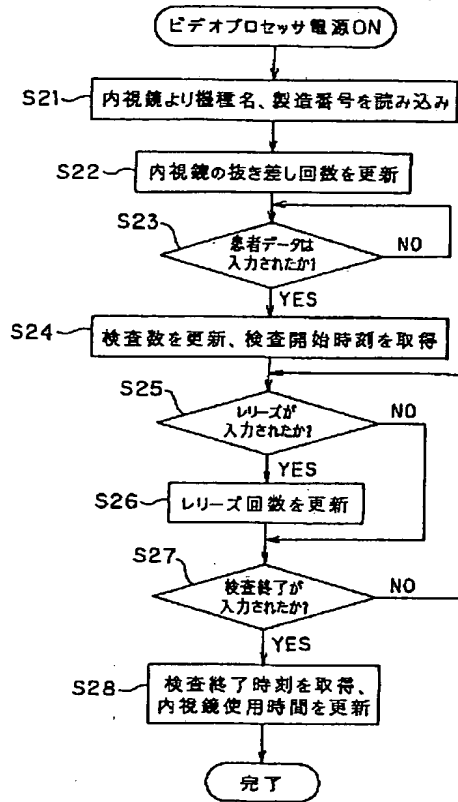 ビデオプロセッサ電源ON
S21
内視鏡より機種名、製造番号を読み込み
S22
内視鏡の抜き差し回数を更新
S23
患者データは
入力されたか?
NO
YES
S24
検査数を更新、検査開始時刻を取得
S25
レリーズが
入力されたか?
NO
YES
S26
レリーズ回数を更新
S27
検査終了が
入力されたか?
NO
YES
S28
検査終了時刻を取得、
内視鏡使用時間を更新
完了